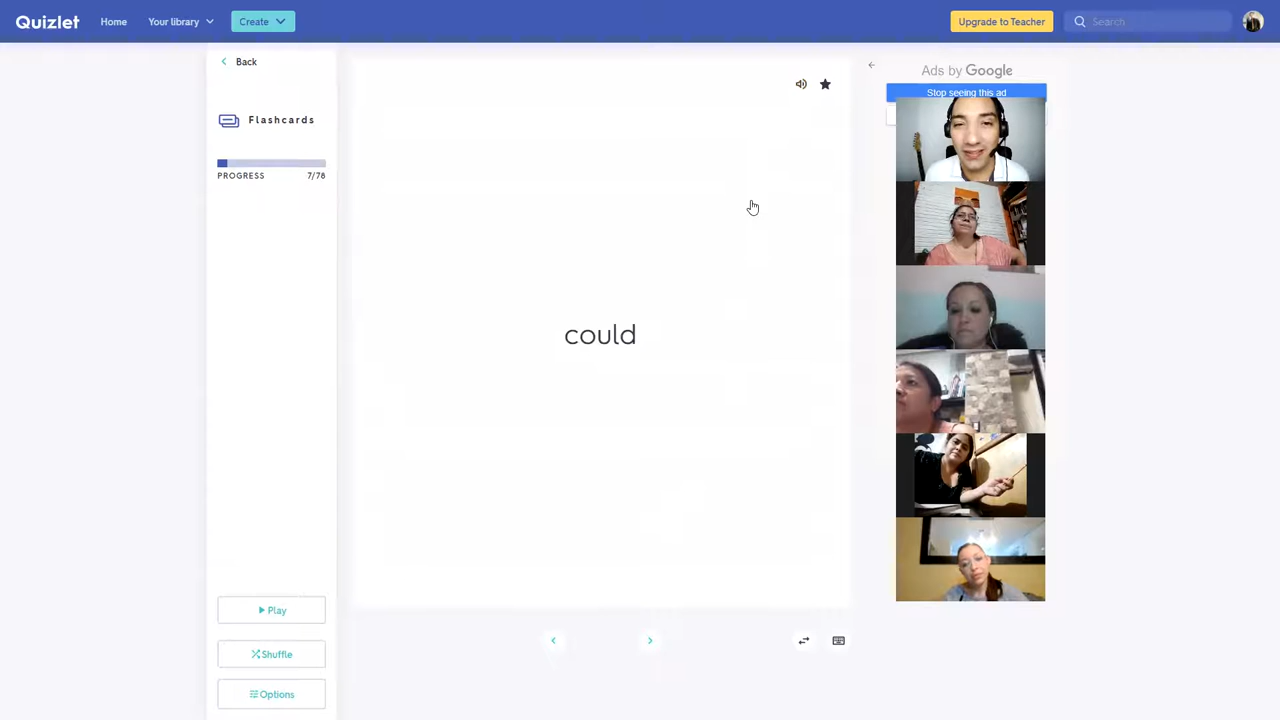 Quizlet
Home
Your library
Create
Upgrade to Teacher
Search
Back
Flashcards
PROGRESS
7/78
could
Ads by Google
Stop seeing this ad
Play
Shuffle
Options